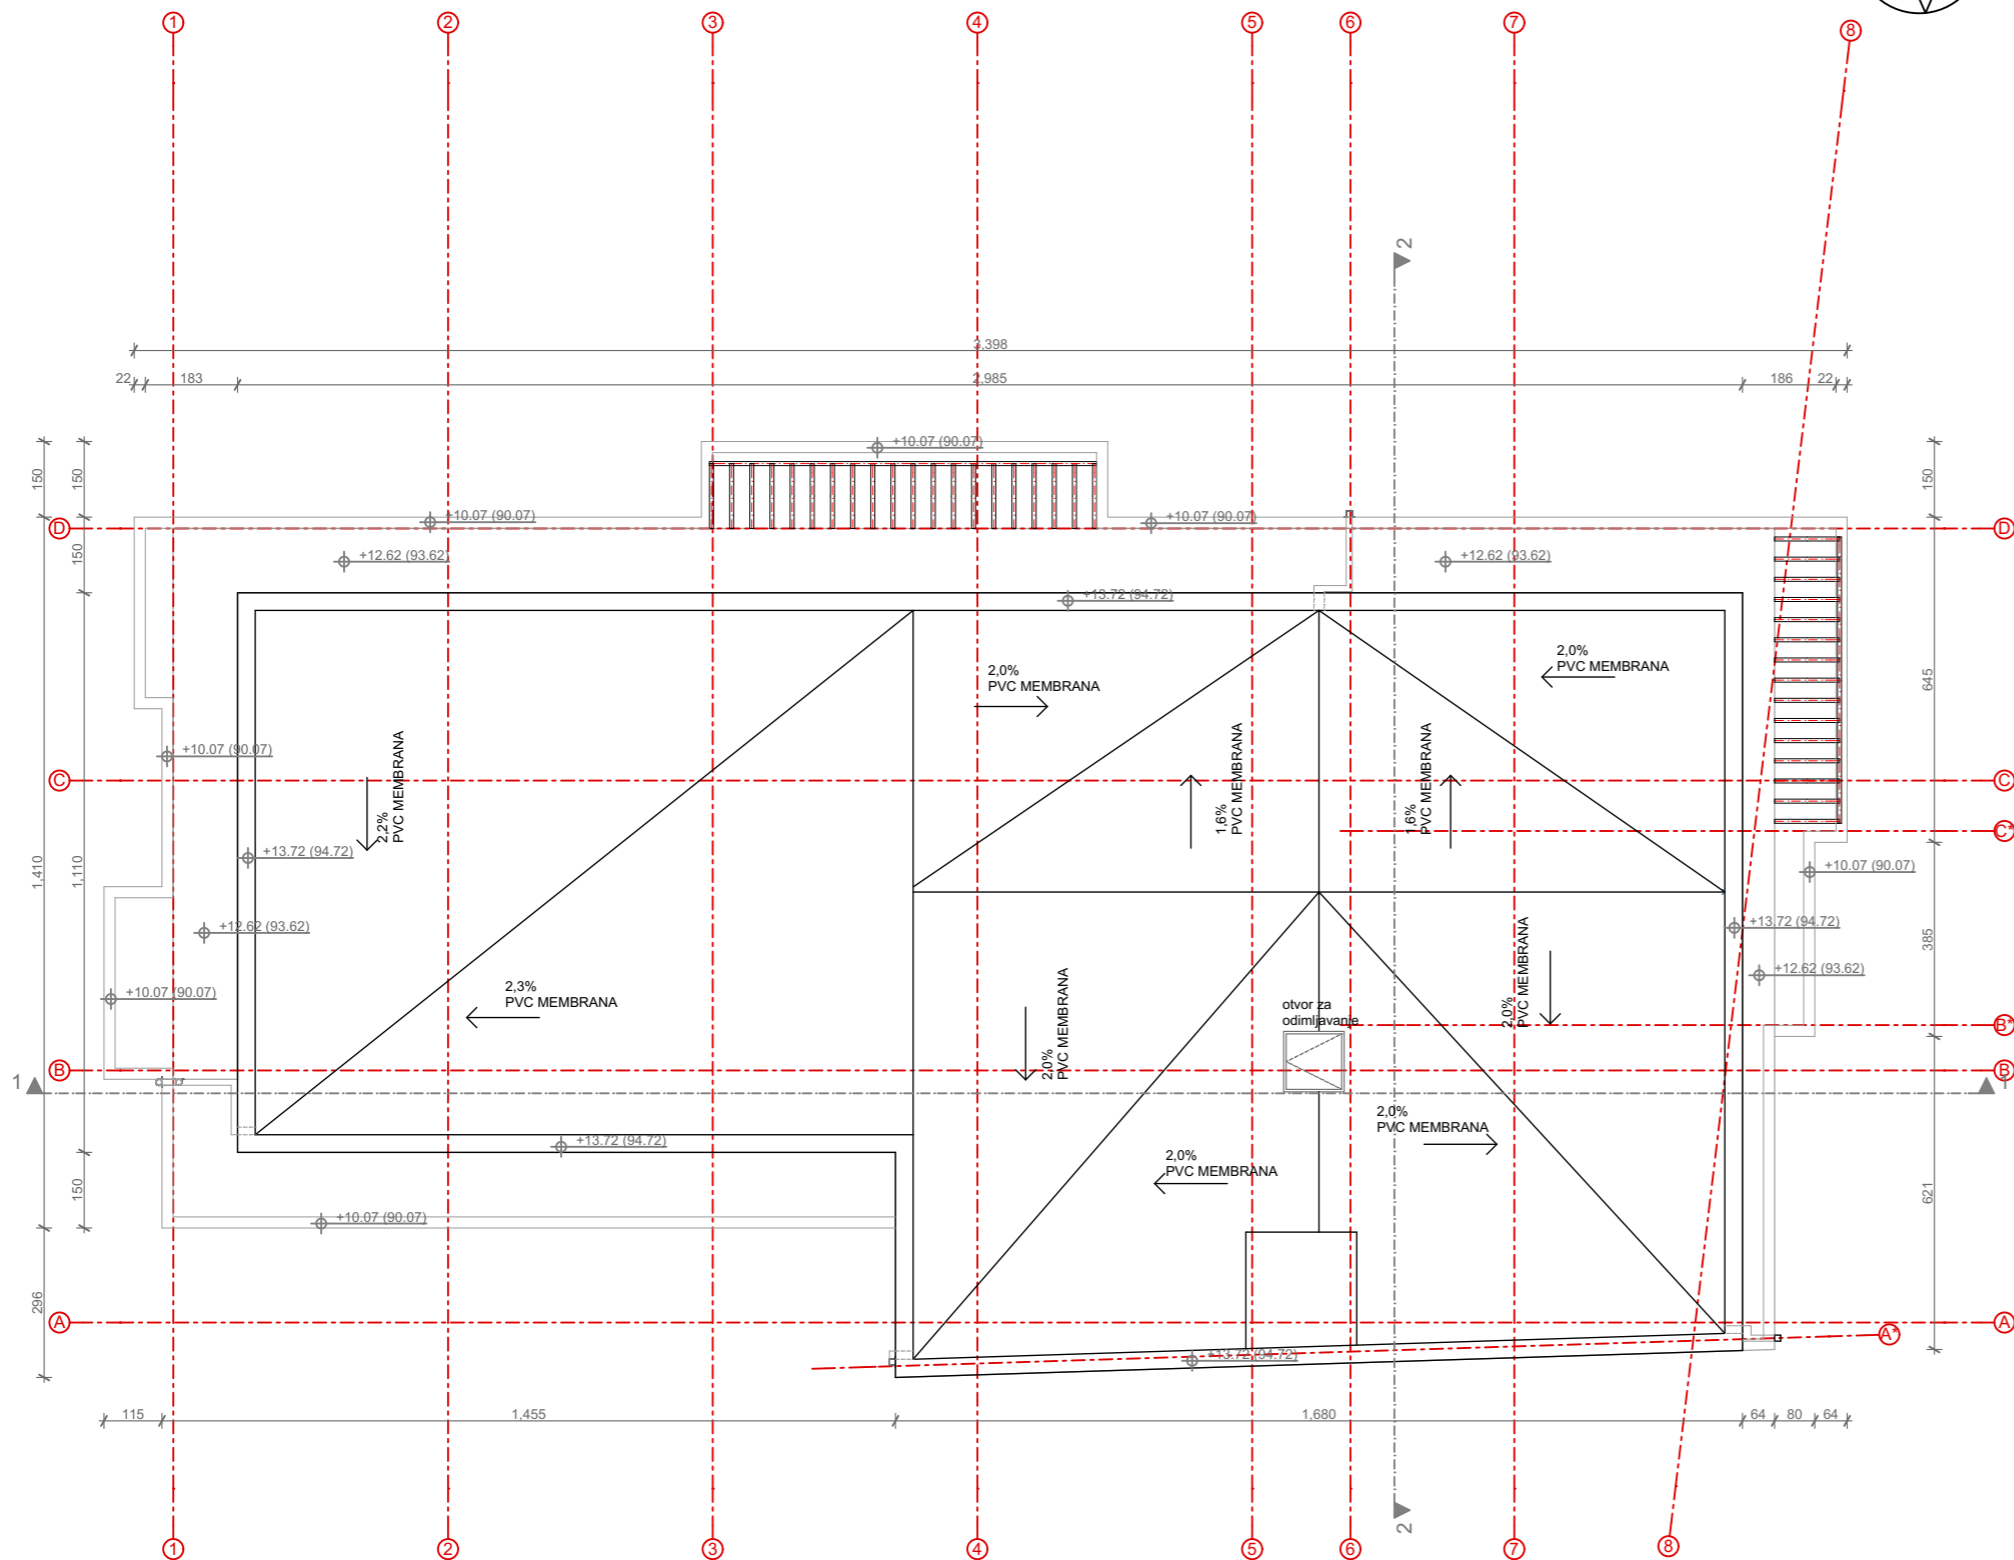 1 2 3 4 5 6 7 8
2
3,398
22 183 2,985 186 22
+10.07 (90.07)
150 150 150
+10.07 (90.07) +10.07 (90.07)
D D
150
+12.62 (93.62) +12.62 (93.62)
+13.72 (94.72)
2,0%
PVC MEMBRANA
2,0%
PVC MEMBRANA
645
2,2%
PVC MEMBRANA
1,6%
PVC MEMBRANA
1,6%
PVC MEMBRANA
+10.07 (90.07)
C C
C*
+13.72 (94.72)
+10.07 (90.07)
1,410 1,110
+12.62 (93.62)
+13.72 (94.72)
385
2,0%
PVC MEMBRANA
+12.62 (93.62)
+10.07 (90.07)
2,3%
PVC MEMBRANA
2,0%
PVC MEMBRANA
otvor za
odimljavanje
B*
B B
1 1
2,0%
PVC MEMBRANA
+13.72 (94.72)
2,0%
PVC MEMBRANA
150
621
+10.07 (90.07)
296
A A
A*
+13.72 (94.72)
115 1,455 1,680 64 80 64
2
1 2 3 4 5 6 7 8